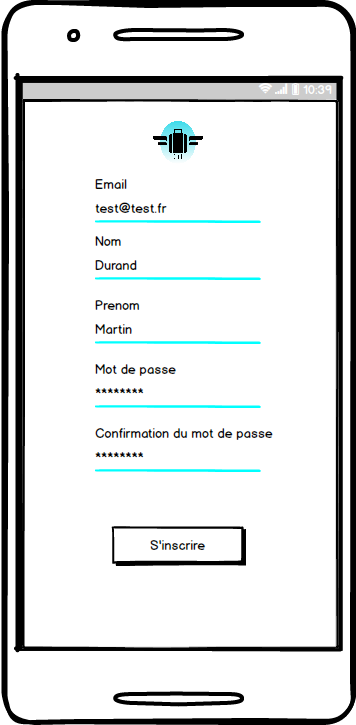 10:39
Email
test@test.fr
Nom
Durand
Prenom
Martin
Mot de passe
********
Confirmation du mot de passe
********
S'inscrire